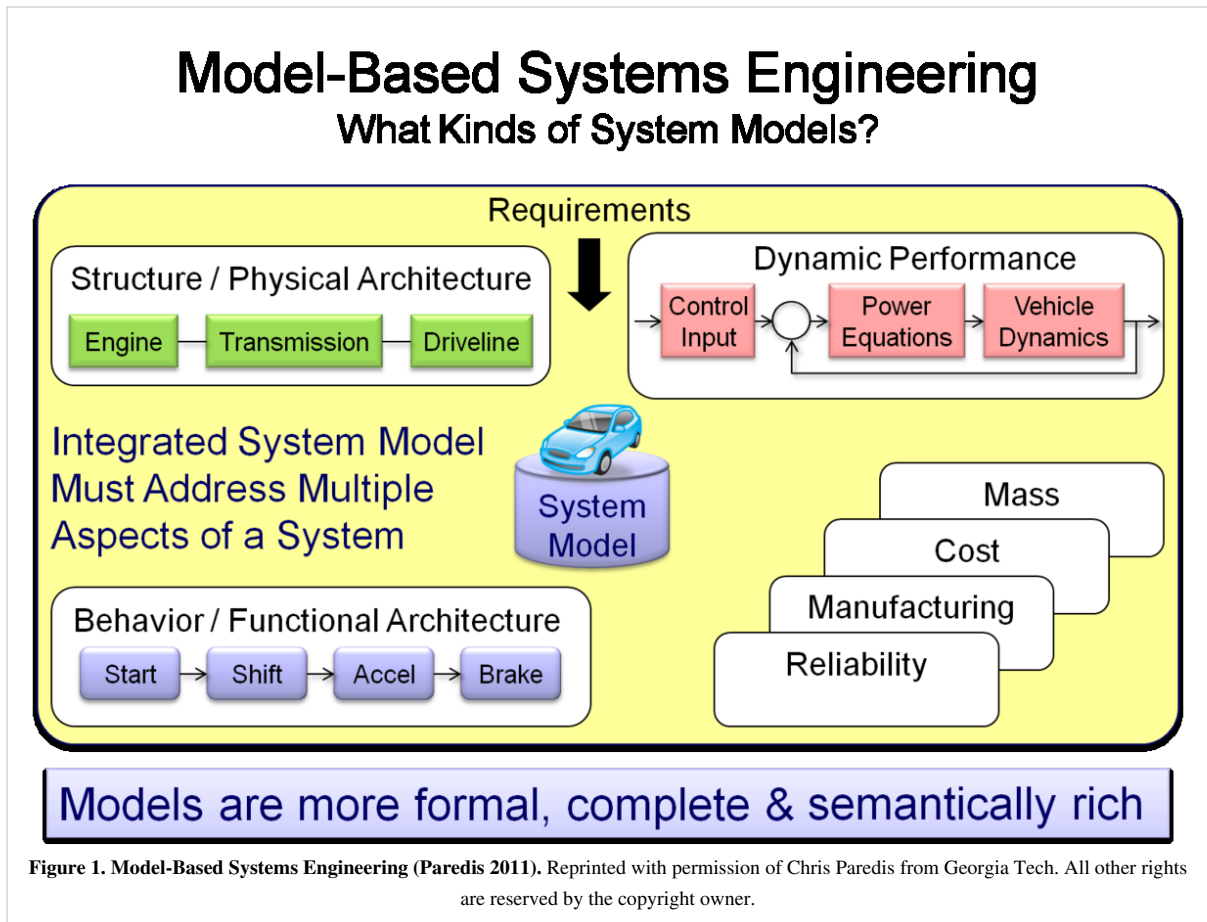 Model-Based Systems Engineering
What Kinds of System Models?
Requirements
Structure / Physical Architecture
Engine
Transmission
Driveline
Dynamic Performance
Control
Input
Power
Equations
Vehicle
Dynamics
Integrated System Model
Must Address Multiple
Aspects of a System
System
Model
Mass
Cost
Manufacturing
Reliability
Behavior / Functional Architecture
Start
Shift
Accel
Brake
Models are more formal, complete & semantically rich
Figure 1. Model-Based Systems Engineering (Paredis 2011). Reprinted with permission of Chris Paredis from Georgia Tech. All other rights
are reserved by the copyright owner.